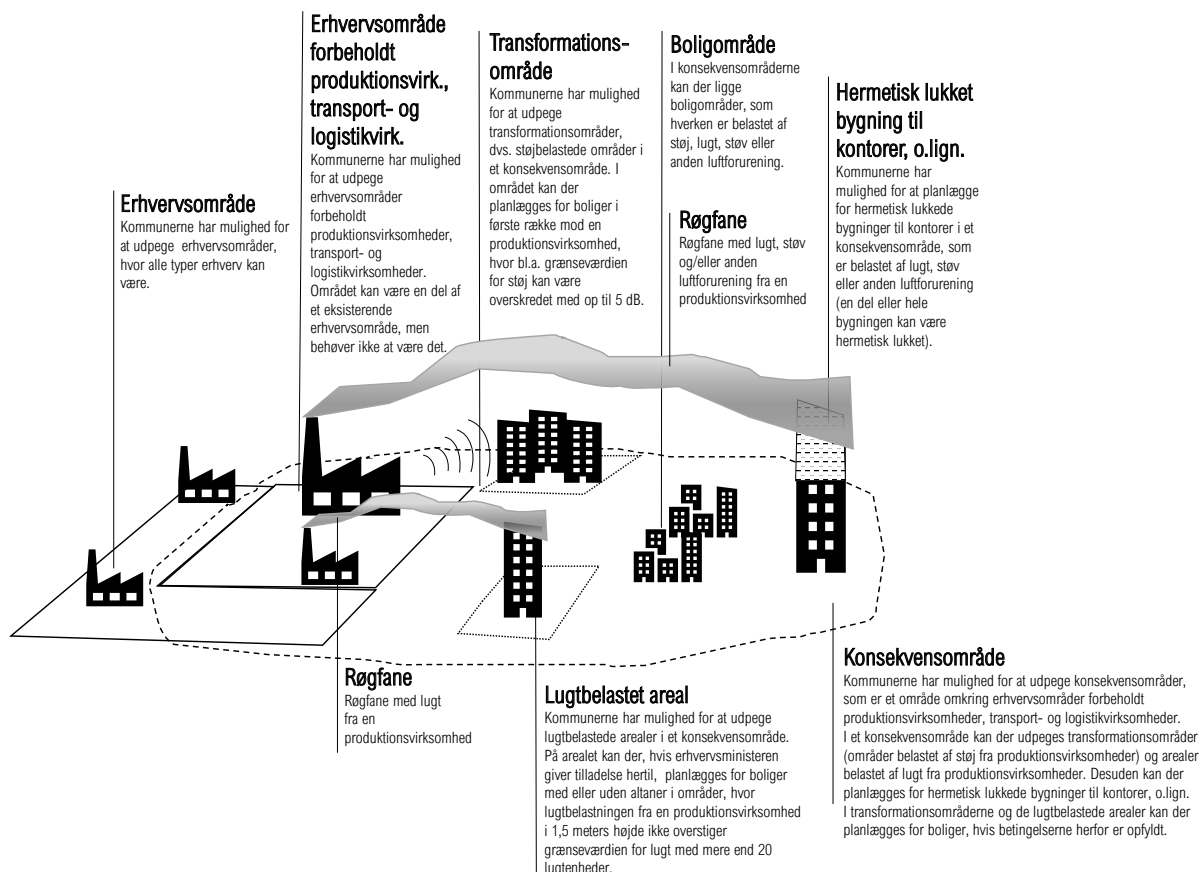 Erhvervsområde
forbeholdt
produktionsvirk.,
transport- og
logistikvirk.
Kommunerne har mulighed
for at udpege
erhvervsområder
forbeholdt
produktionsvirksomheder,
transport- og
logistikvirksomheder.
Området kan være en del af
et eksisterende
erhvervsområde, men
behøver ikke at være det.
Transformations-
område
Kommunerne har mulighed
for at udpege
transformationsområder,
dvs. støjbelastede områder i
et konsekvensområde. I
området kan der
planlægges for boliger i
første række mod en
produktionsvirksomhed,
hvor bl.a. grænseværdien
for støj kan være
overskredet med op til 5 dB.
Boligområde
I konsekvensområderne
kan der ligge
boligområder, som
hverken er belastet af
støj, lugt, støv eller
anden luftforurening.
Hermetisk lukket
bygning til
kontorer, o.lign.
Kommunerne har
mulighed for at planlægge
for hermetisk lukkede
bygninger til kontorer i et
konsekvensområde, som
er belastet af lugt, støv
eller anden luftforurening
(en del eller hele
bygningen kan være
hermetisk lukket).
Erhvervsområde
Kommunerne har mulighed for
at udpege erhvervsområder,
hvor alle typer erhverv kan
være.
Røgfane
Røgfane med lugt, støv
og/eller anden
luftforurening fra en
produktionsvirksomhed
Røgfane
Røgfane med lugt
fra en
produktionsvirksomhed
Lugtbelastet areal
Kommunerne har mulighed for at udpege
lugtbelastede arealer i et konsekvensområde.
På arealet kan der, hvis erhvervsministeren
giver tilladelse hertil, planlægges for boliger
med eller uden altaner i områder, hvor
lugtbelastningen fra en produktionsvirksomhed
i 1,5 meters højde ikke overstiger
grænseværdien for lugt med mere end 20
lugtenheder.
Konsekvensområde
Kommunerne har mulighed for at udpege konsekvensområder,
som er et område omkring erhvervsområder forbeholdt
produktionsvirksomheder, transport- og logistikvirksomheder.
I et konsekvensområde kan der udpeges transformationsområder
(områder belastet af støj fra produktionsvirksomheder) og arealer
belastet af lugt fra produktionsvirksomheder. Desuden kan der
planlægges for hermetisk lukkede bygninger til kontorer, o.lign.
I transformationsområderne og de lugtbelastede arealer kan der
planlægges for boliger, hvis betingelserne herfor er opfyldt.